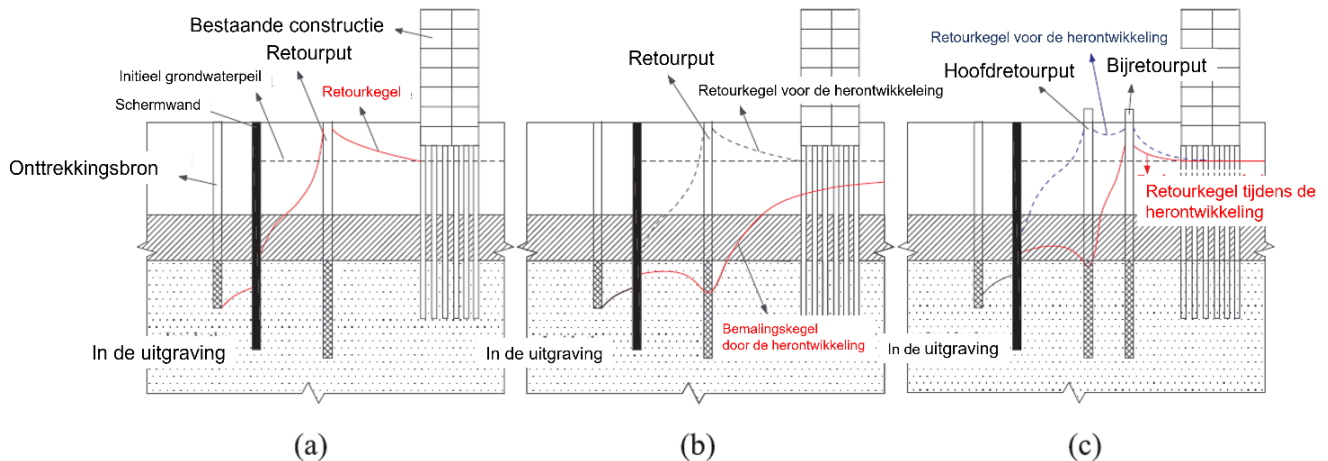 Bestaande constructie
Retourput
Initieel grondwaterpeil
Retourkegel
Schermwand
Onttrekkingsbron
In de uitgraving
(a)
Retourput
Retourkegel voor de herontwikkeleing
Bemalingskegel
door de herontwikkeling
In de uitgraving
(b)
Retourkegel voor de herontwikkeling
Hoofdretourput
Bijretourput
Retourkegel tijdens de
herontwikkeling
In de uitgraving
(c)